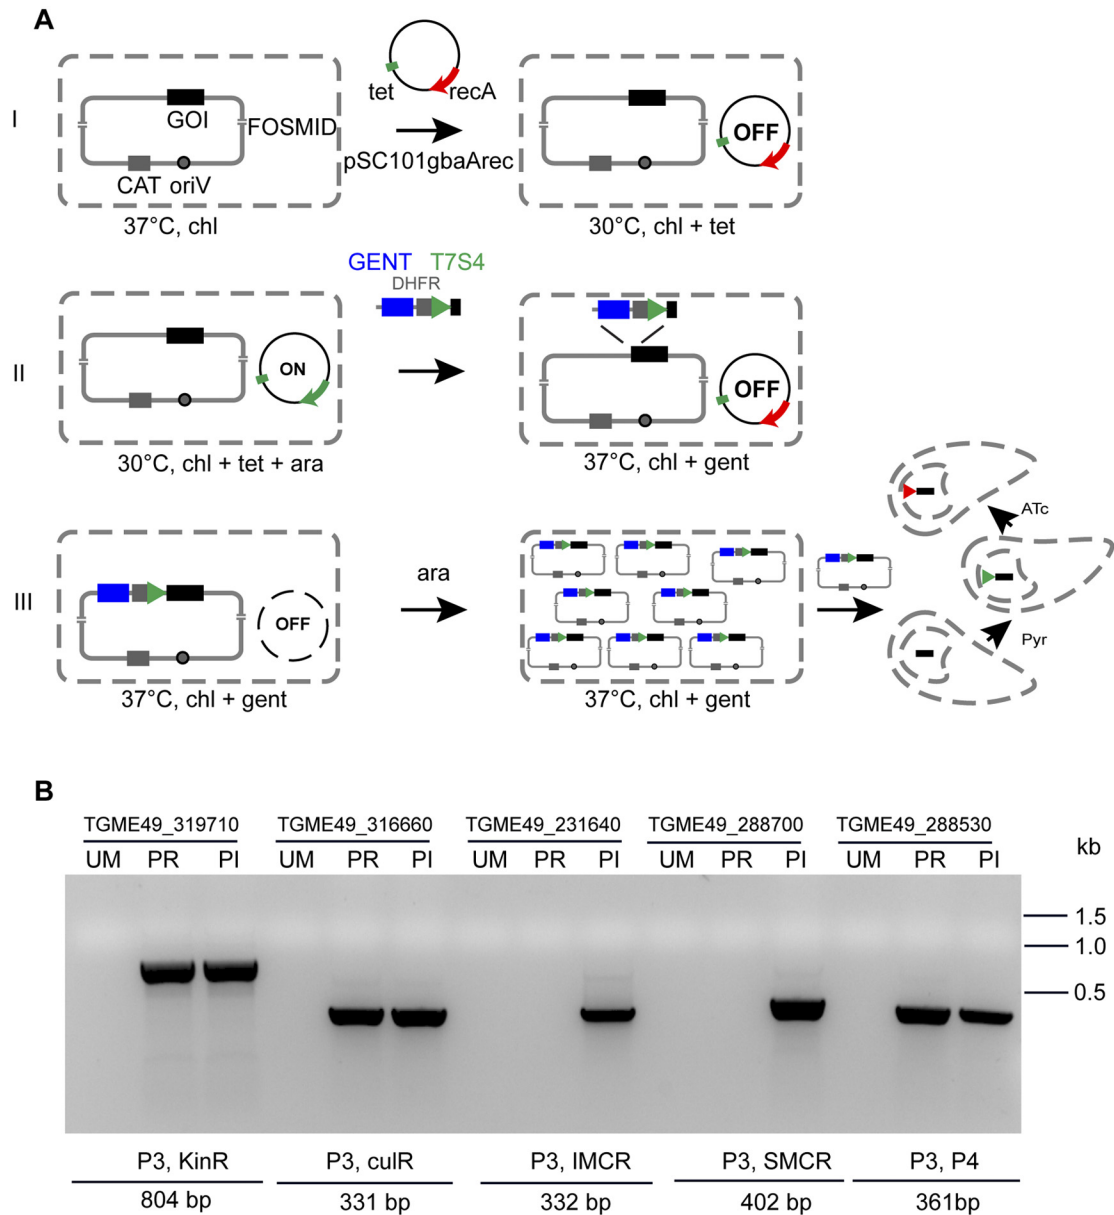 A
I
GOI
FOSMID
CAT oriV
37°C, chl
tet
recA
pSC101gbaArec
OFF
30°C, chl + tet
II
ON
30°C, chl + tet + ara
GENT T7S4
DHFR
OFF
37°C, chl + gent
III
OFF
37°C, chl + gent
ara
37°C, chl + gent
ATc
Pyr
B
TGME49_319710 TGME49_316660 TGME49_231640 TGME49_288700 TGME49_288530
UM PR PI UM PR PI UM PR PI UM PR PI UM PR PI
kb
1.5
1.0
0.5
P3, KinR P3, culR P3, IMCR P3, SMCR P3, P4
804 bp 331 bp 332 bp 402 bp 361bp